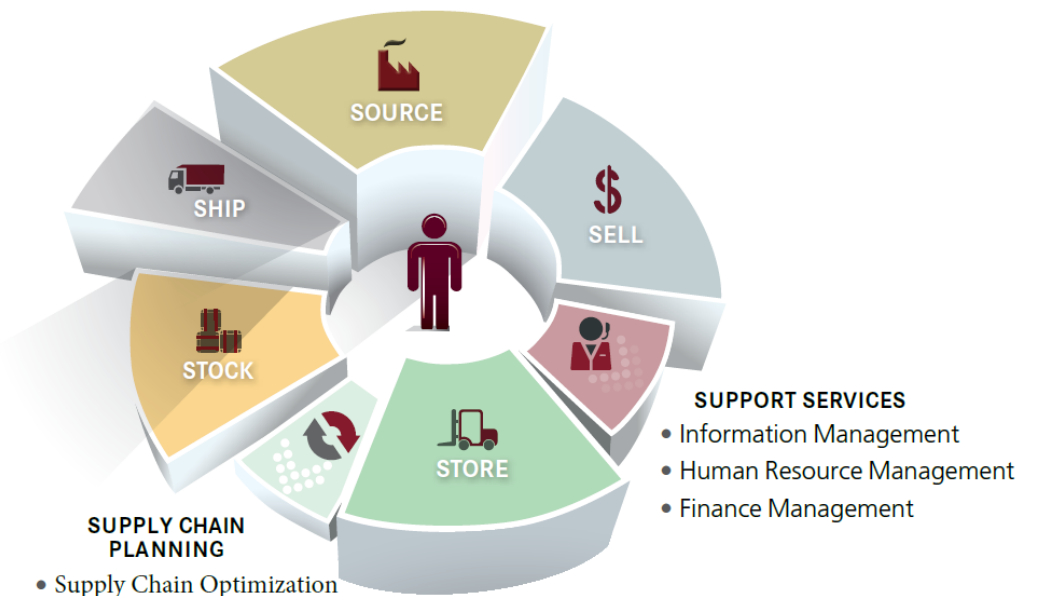 SOURCE
SHIP
SELL
STOCK
STORE
SUPPORT SERVICES
• Information Management
• Human Resource Management
• Finance Management
SUPPLY CHAIN
PLANNING
• Supply Chain Optimization